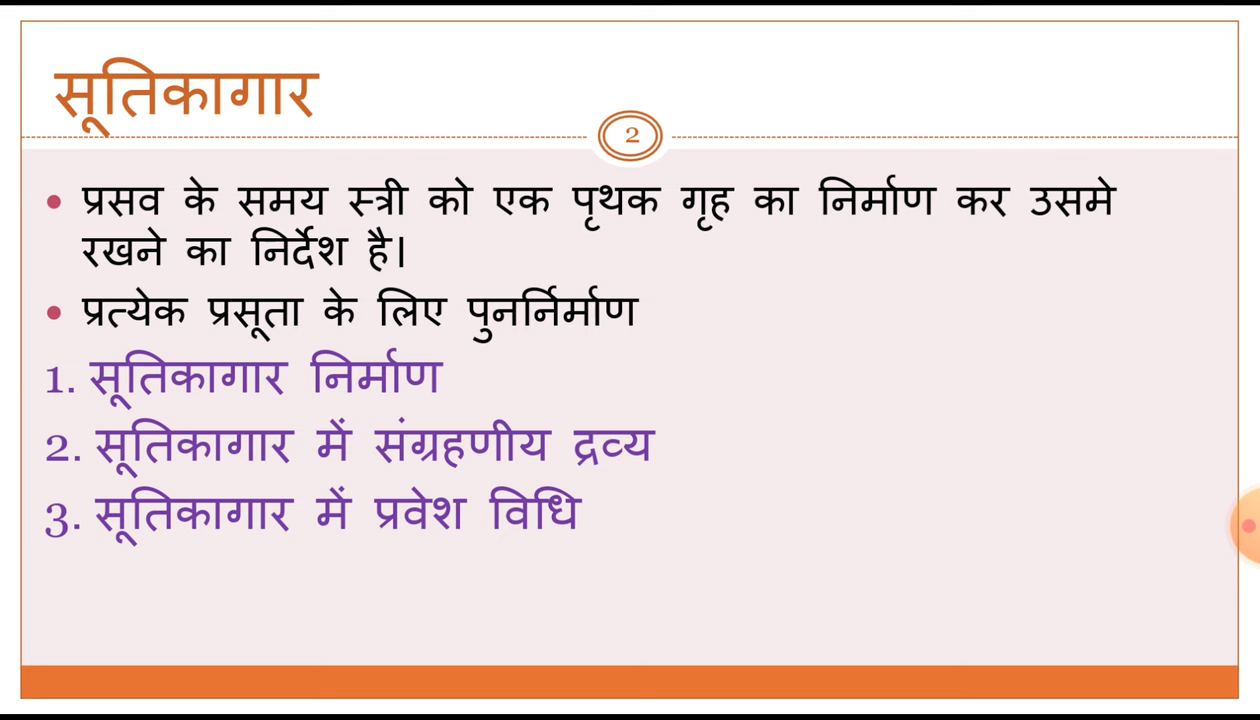 सूतिकागार
2
• प्रसव के समय स्त्री को एक पृथक गृह का निर्माण कर उसमे
रखने का निर्देश है।
• प्रत्येक प्रसूता के लिए पुनर्निर्माण
1. सूतिकागार निर्माण
2. सूतिकागार में संग्रहणीय द्रव्य
3. सूतिकागार में प्रवेश विधि